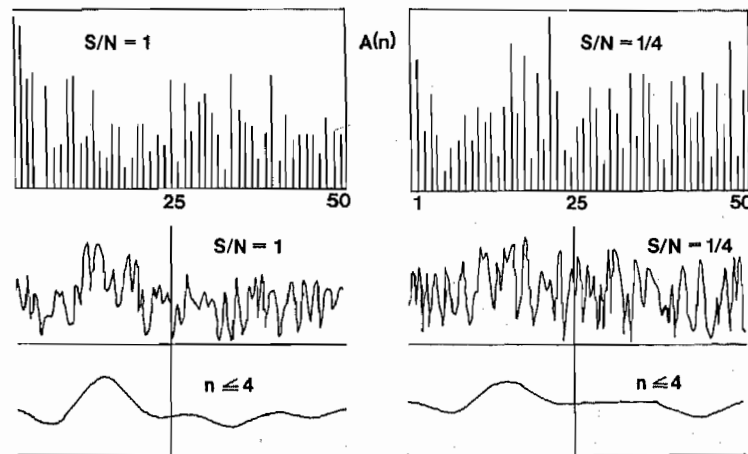 S/N = 1
A(n)
S/N = 1/4
25
50
1
25
50
S/N = 1
S/N = 1/4
n ≦ 4
n ≦ 4